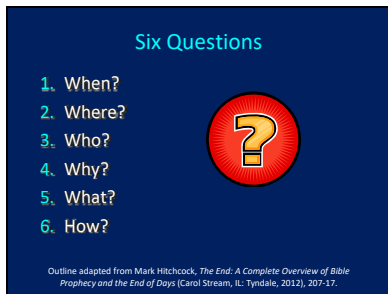 Six Questions
1. When?
2. Where?
3. Who?
4. Why?
5. What?
6. How?
?
Outline adapted from Mark Hitchcock, The End: A Complete Overview of Bible
Prophecy and the End of Days (Carol Stream, IL: Tyndale, 2012), 207-17.